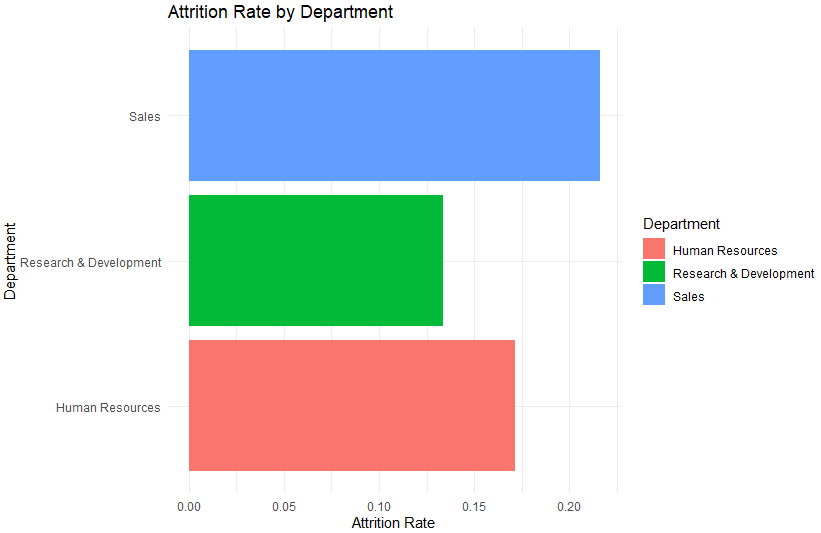 Attrition Rate by Department
Department
Sales
Research & Development
Human Resources
0.00
0.05
0.10
0.15
0.20
Attrition Rate
Department
Human Resources
Research & Development
Sales